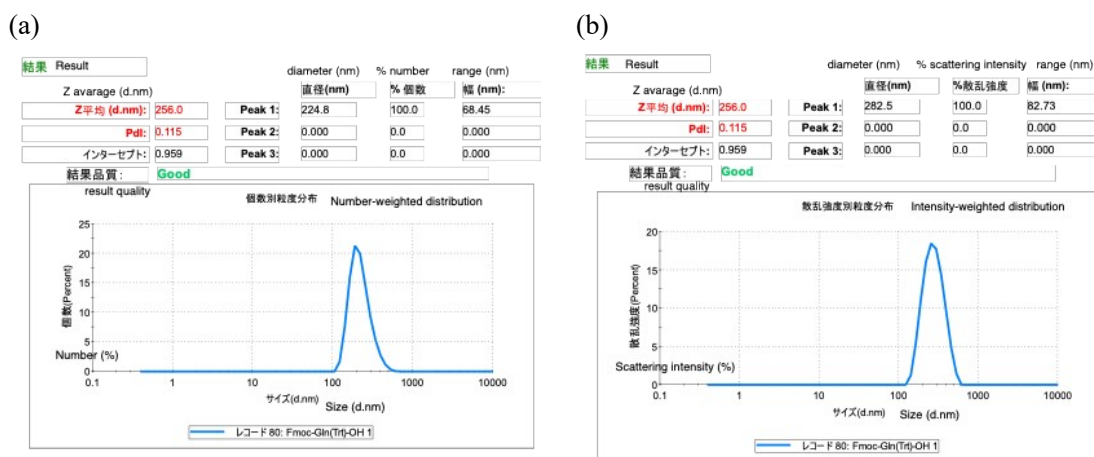 (a)
結果 Result
diameter (nm) % number range (nm)
直径(nm) % 個数 幅 (nm):
Z avarage (d.nm)
Z平均 (d.nm): 256.0 Peak 1: 224.8 100.0 68.45
PdI: 0.115 Peak 2: 0.000 0.0 0.000
インターセプト: 0.959 Peak 3: 0.000 0.0 0.000
結果品質: Good
result quality
個数別粒度分布 Number-weighted distribution
個数(Percent)
25
20
15
10
5
0
Number (%)
0.1 1 10 100 1000 10000
サイズ(d.nm) Size (d.nm)
レコード 80: Fmoc-Gln(Trt)-OH 1
(b)
結果 Result
diameter (nm) % scattering intensity range (nm)
直径(nm) %散乱強度 幅 (nm):
Z avarage (d.nm)
Z平均 (d.nm): 256.0 Peak 1: 282.5 100.0 82.73
PdI: 0.115 Peak 2: 0.000 0.0 0.000
インターセプト: 0.959 Peak 3: 0.000 0.0 0.000
結果品質: Good
result quality
散乱強度別粒度分布 Intensity-weighted distribution
散乱強度(Percent)
20
15
10
5
0
Scattering intensity (%)
0.1 1 10 100 1000 10000
サイズ(d.nm) Size (d.nm)
レコード 80: Fmoc-Gln(Trt)-OH 1